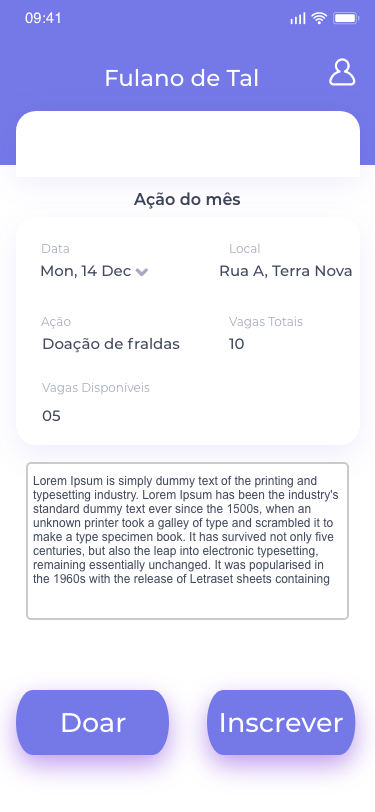 09:41
Fulano de Tal
Ação do mês
Data
Local
Mon, 14 Dec
Rua A, Terra Nova
Ação
Vagas Totais
Doação de fraldas
10
Vagas Disponíveis
05
Lorem Ipsum is simply dummy text of the printing and
typesetting industry. Lorem Ipsum has been the industry's
standard dummy text ever since the 1500s, when an
unknown printer took a galley of type and scrambled it to
make a type specimen book. It has survived not only five
centuries, but also the leap into electronic typesetting,
remaining essentially unchanged. It was popularised in
the 1960s with the release of Letraset sheets containing
Doar
Inscrever